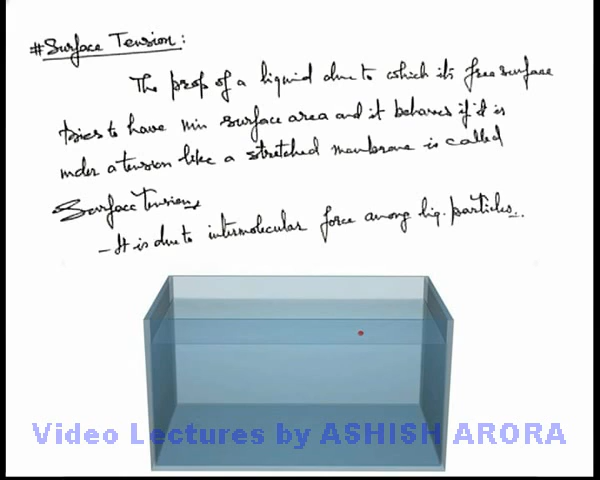 # Surface Tension :
The prop of a liquid due to which its free surface
tries to have min surface area and it behaves if it is
under a tension like a stretched membrane is called
Surface Tension.
- It is due to intermolecular force among liq. particles..
Video Lectures by ASHISH ARORA